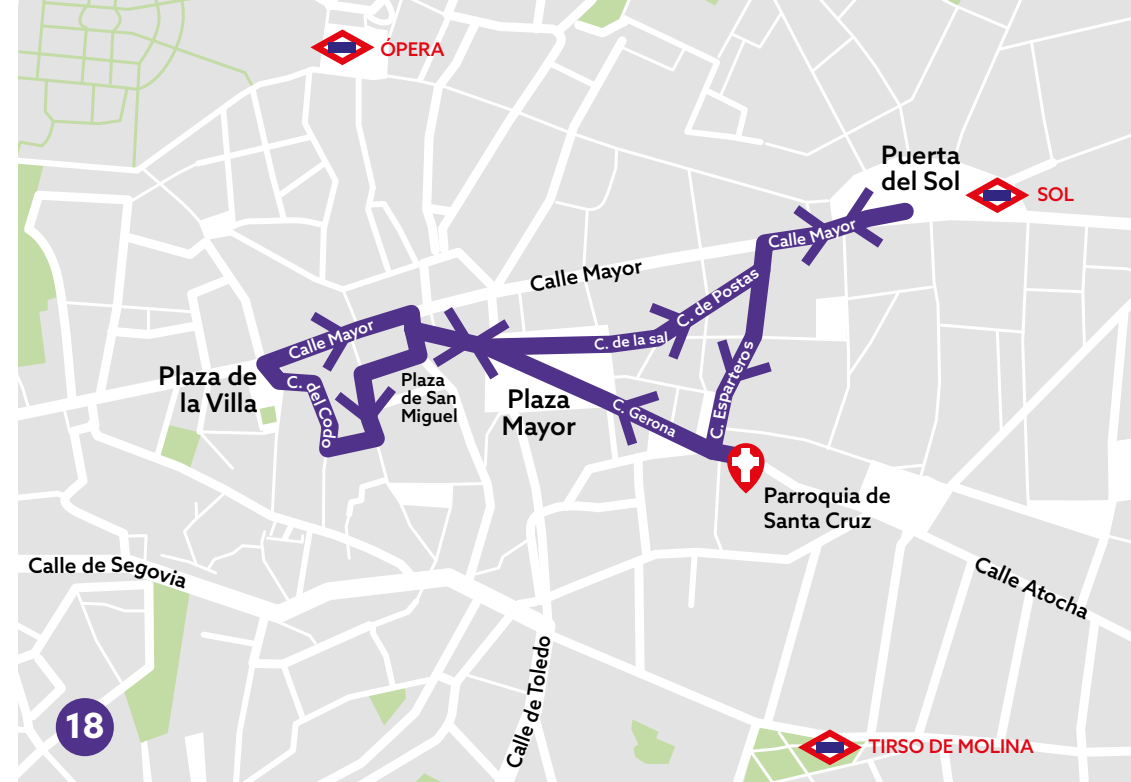 ÓPERA
Puerta
del Sol
SOL
Calle Mayor
Calle Mayor
C. de Postas
C. de la sal
Calle Mayor
Plaza de
la Villa
C. del Codo
Plaza
de San
Miguel
Plaza
Mayor
C. Gerona
C. Esparteros
Parroquia de
Santa Cruz
Calle de Segovia
Calle Atocha
Calle de Toledo
18
TIRSO DE MOLINA